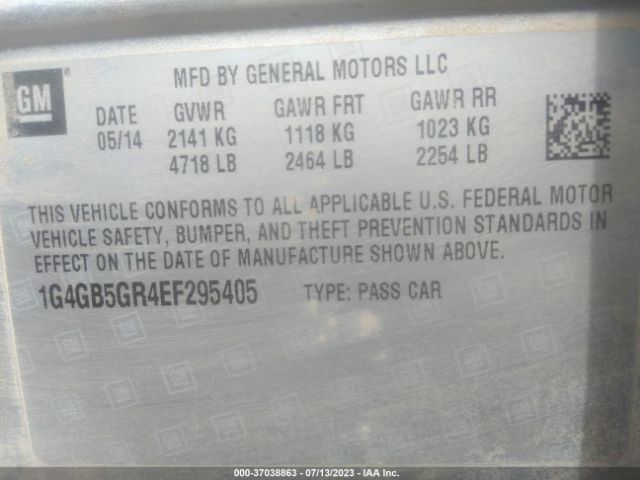 GM ®
MFD BY GENERAL MOTORS LLC
DATE GVWR GAWR FRT GAWR RR
05/14 2141 KG 1118 KG 1023 KG
4718 LB 2464 LB 2254 LB
THIS VEHICLE CONFORMS TO ALL APPLICABLE U.S. FEDERAL MOTOR
VEHICLE SAFETY, BUMPER, AND THEFT PREVENTION STANDARDS IN
EFFECT ON THE DATE OF MANUFACTURE SHOWN ABOVE.
1G4GB5GR4EF295405 TYPE: PASS CAR
000-37038863 - 07/13/2023 - IAA Inc.